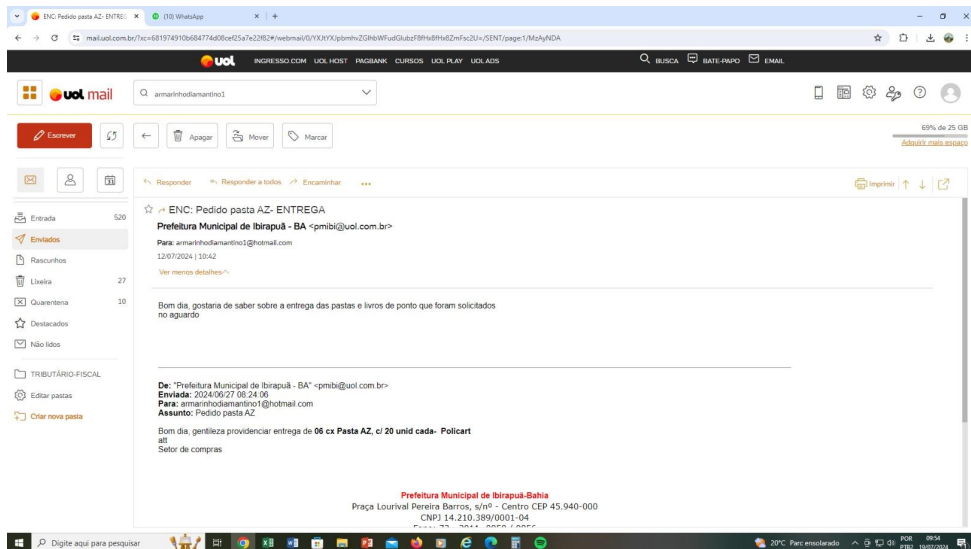 ENC: Pedido pasta AZ- ENTREG
(10) WhatsApp
UOL
INGRESSO.COM UOL HOST PAGBANK CURSOS UOL PLAY UOL ADS
BUSCA BATE-PAPO EMAIL
uol mail
armarinhodiamantino1
Escrever
Apagar
Mover
Marcar
69% de 25 GB
Adquirir mais espaço
Responder Responder a todos Encaminhar ...
Imprimir
Entrada 520
Enviados
Rascunhos
Lixeira 27
Quarentena 10
Destacados
Não lidos
TRIBUTÁRIO-FISCAL
Editar pastas
Criar nova pasta
ENC: Pedido pasta AZ- ENTREGA
Prefeitura Municipal de Ibirapuã - BA <pmibi@uol.com.br>
Para: armarinhodiamantino1@hotmail.com
12/07/2024 | 10:42
Ver menos detalhes
Bom dia, gostaria de saber sobre a entrega das pastas e livros de ponto que foram solicitados
no aguardo
De: "Prefeitura Municipal de Ibirapuã - BA" <pmibi@uol.com.br>
Enviada: 2024/06/27 08:24:06
Para: armarinhodiamantino1@hotmail.com
Assunto: Pedido pasta AZ
Bom dia, gentileza providenciar entrega de 06 cx Pasta AZ, c/ 20 unid cada- Policart
att
Setor de compras
Prefeitura Municipal de Ibirapuã-Bahia
Praça Lourival Pereira Barros, s/nº - Centro CEP 45.940-000
CNPJ 14.210.389/0001-04
Digite aqui para pesquisar
20°C Parc ensolarado
POR
PTB2
09:54
19/07/2024